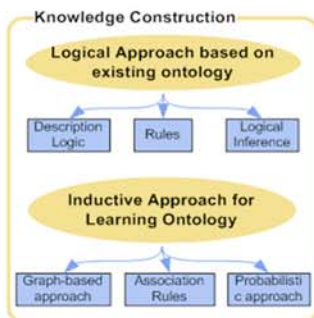 Knowledge Construction
Logical Approach based on
existing ontology
Description
Logic
Rules
Logical
Inference
Inductive Approach for
Learning Ontology
Graph-based
approach
Association
Rules
Probabilisti
c approach